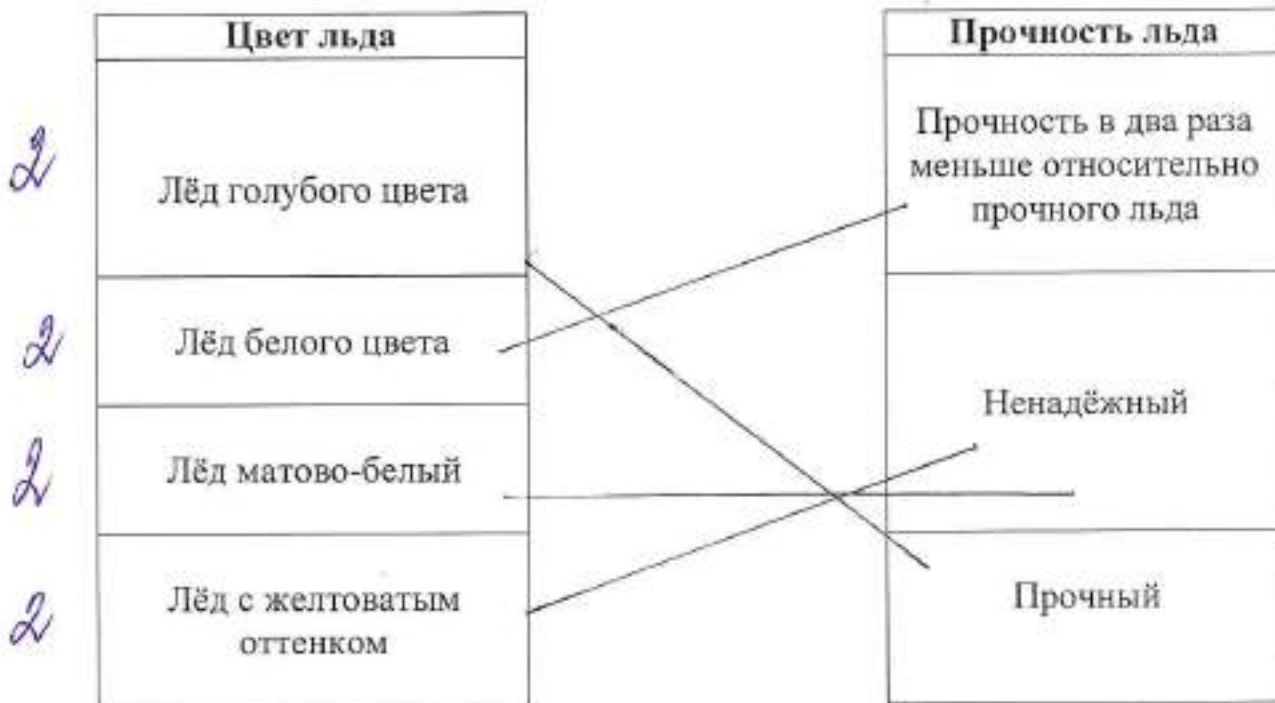 Цвет льда
2
Лёд голубого цвета
2
Лёд белого цвета
2
Лёд матово-белый
2
Лёд с желтоватым
оттенком
Прочность льда
Прочность в два раза
меньше относительно
прочного льда
Ненадёжный
Прочный